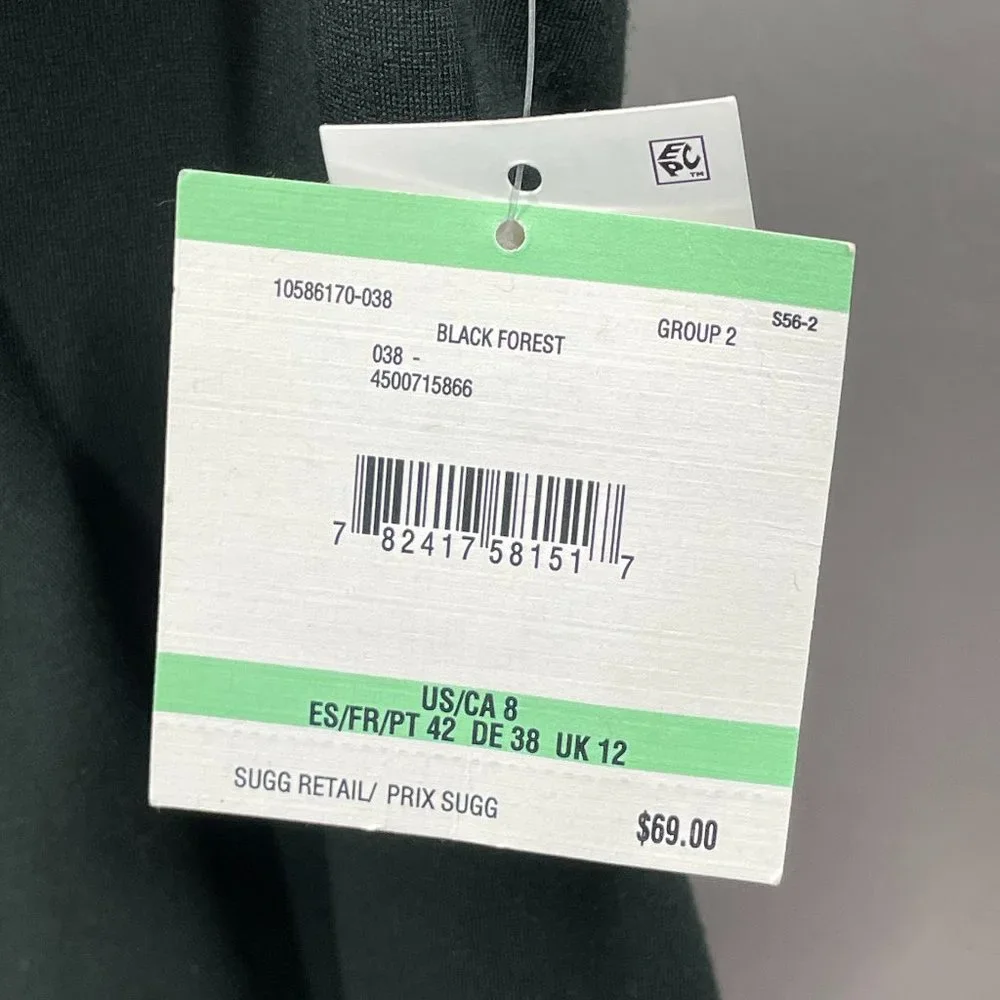 EPC™
10586170-038
S56-2
BLACK FOREST
GROUP 2
038 -
4500715866
7 82417 58151 7
US/CA 8
ES/FR/PT 42 DE 38 UK 12
SUGG RETAIL/ PRIX SUGG
$69.00